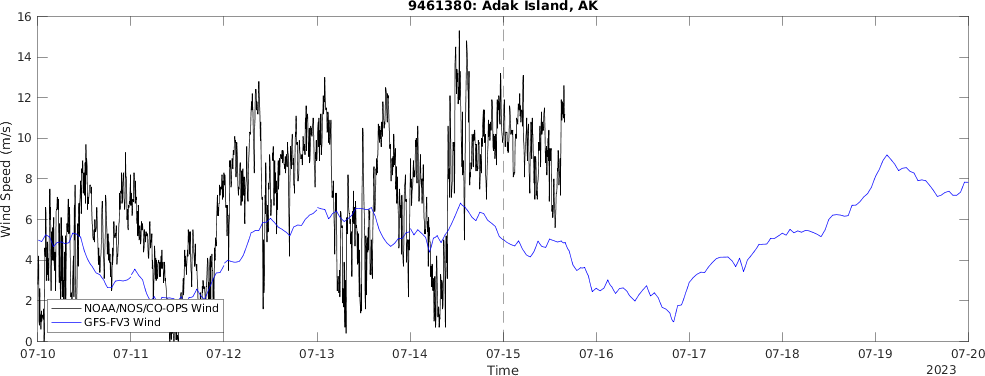 9461380: Adak Island, AK
Wind Speed (m/s)
16
14
12
10
8
6
4
2
0
NOAA/NOS/CO-OPS Wind
GFS-FV3 Wind
07-10 07-11 07-12 07-13 07-14 07-15 07-16 07-17 07-18 07-19 07-20
Time
2023